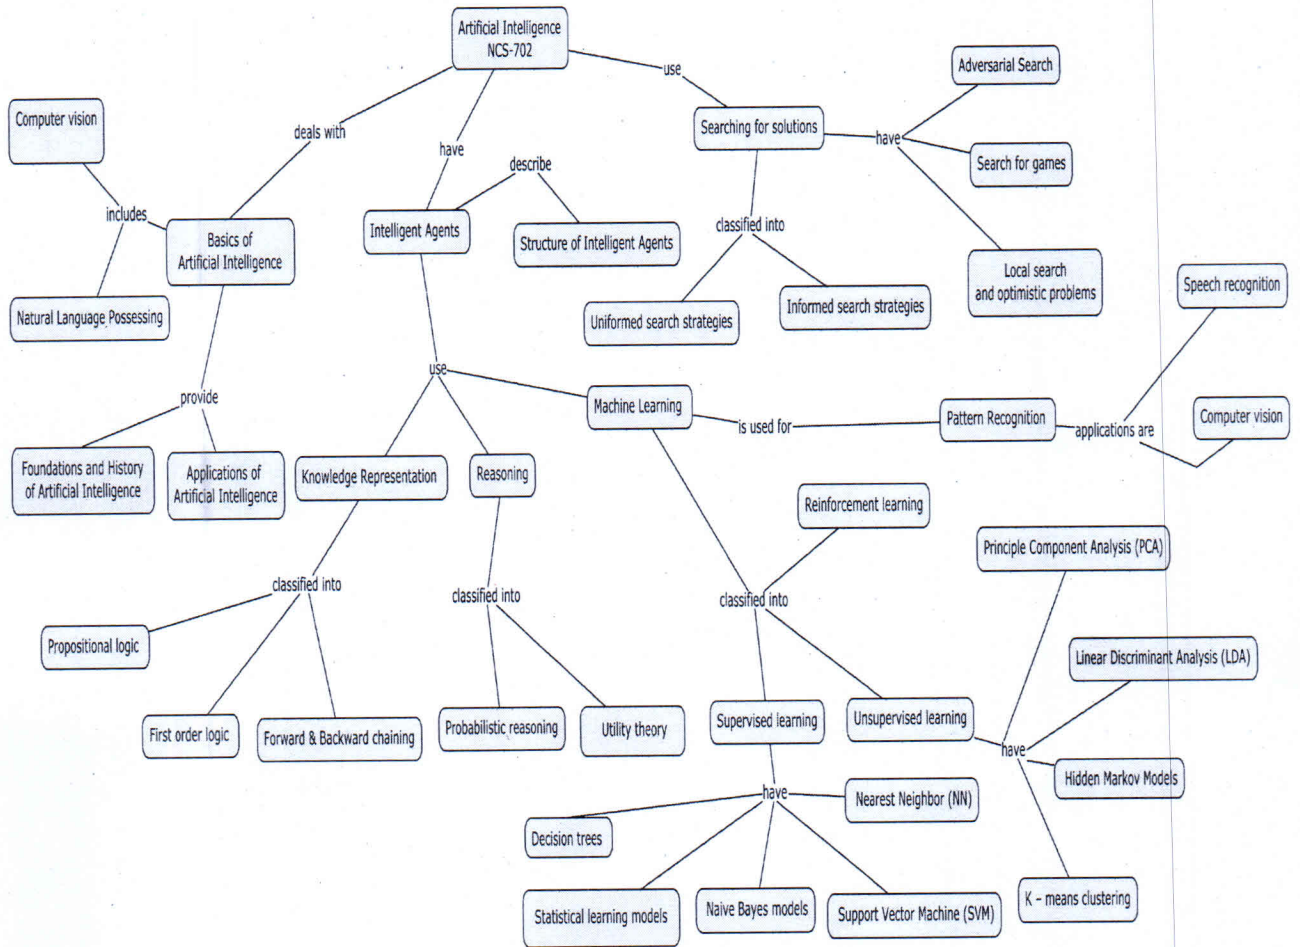 Artificial Intelligence
NCS-702
use
Adversarial Search
Computer vision
deals with
Searching for solutions
have
have
describe
Search for games
includes
Basics of
Artificial Intelligence
Intelligent Agents
Structure of Intelligent Agents
classified into
Local search
and optimistic problems
Speech recognition
Natural Language Possessing
Uniformed search strategies
Informed search strategies
use
provide
Machine Learning
is used for
Pattern Recognition
applications are
Computer vision
Foundations and History
of Artificial Intelligence
Applications of
Artificial Intelligence
Knowledge Representation
Reasoning
Reinforcement learning
Principle Component Analysis (PCA)
classified into
classified into
classified into
Propositional logic
Linear Discriminant Analysis (LDA)
First order logic
Forward & Backward chaining
Probabilistic reasoning
Utility theory
Supervised learning
Unsupervised learning
have
Hidden Markov Models
have
Nearest Neighbor (NN)
Decision trees
Statistical learning models
Naive Bayes models
Support Vector Machine (SVM)
K – means clustering